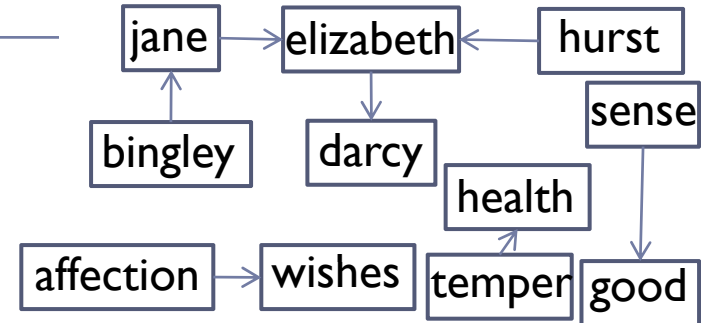 jane elizabeth hurst
sense
bingley darcy
health
affection wishes temper good